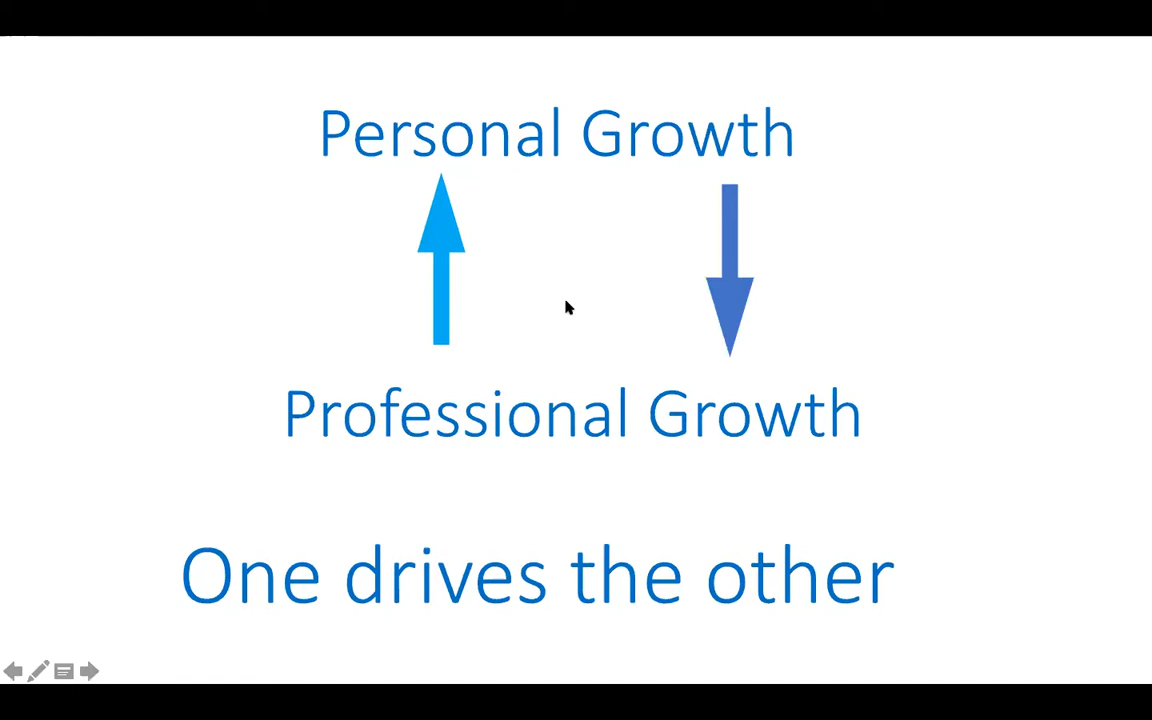 Personal Growth
Professional Growth
One drives the other